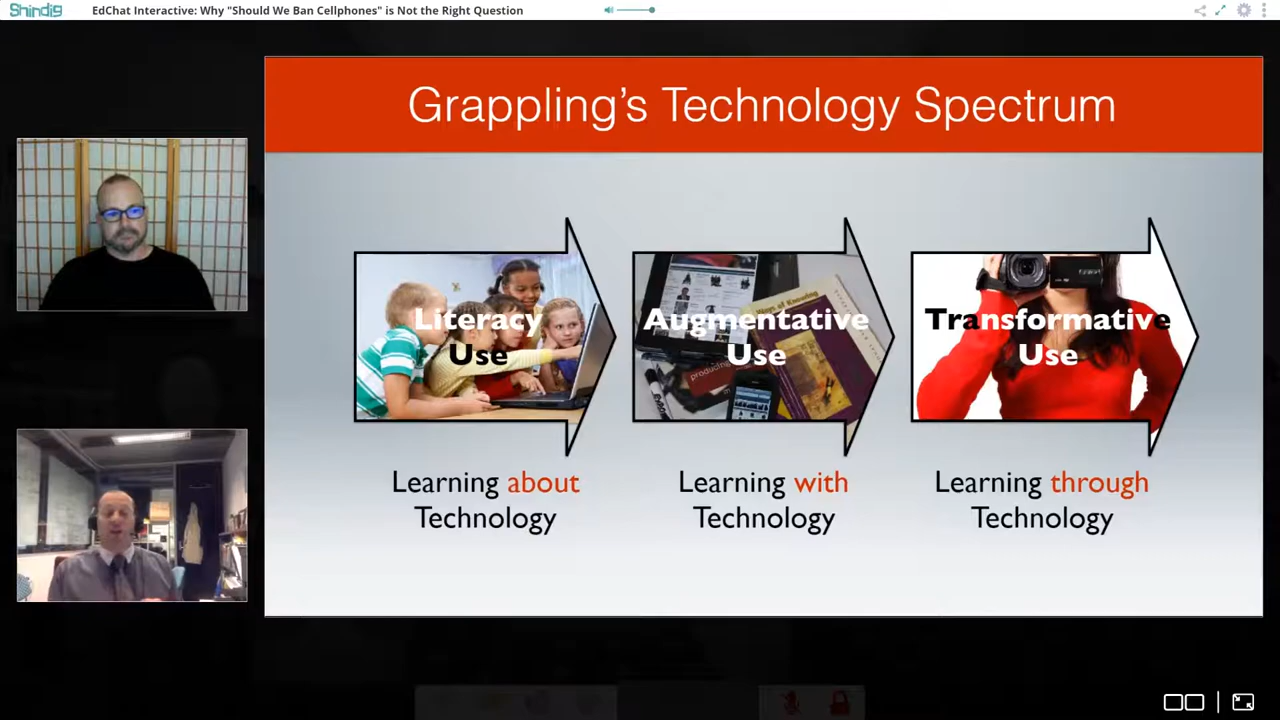 Shindig
EdChat Interactive: Why "Should We Ban Cellphones" is Not the Right Question
Grappling's Technology Spectrum
Literacy
Use
Augmentative
Use
Transformative
Use
Learning about
Technology
Learning with
Technology
Learning through
Technology